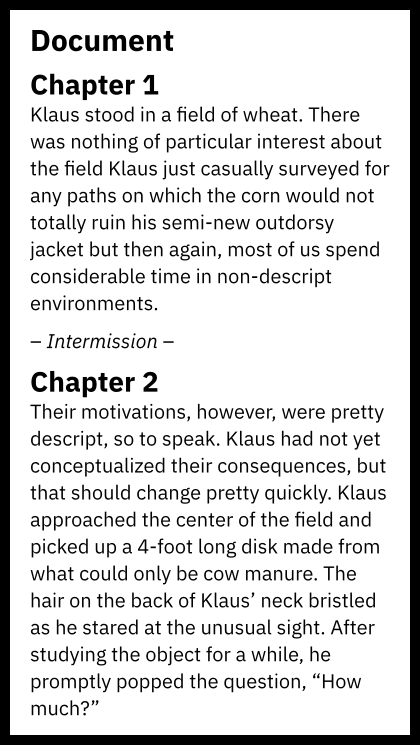 Document
Chapter 1
Klaus stood in a field of wheat. There
was nothing of particular interest about
the field Klaus just casually surveyed for
any paths on which the corn would not
totally ruin his semi-new outdorsy
jacket but then again, most of us spend
considerable time in non-descript
environments.
– Intermission –
Chapter 2
Their motivations, however, were pretty
descript, so to speak. Klaus had not yet
conceptualized their consequences, but
that should change pretty quickly. Klaus
approached the center of the field and
picked up a 4-foot long disk made from
what could only be cow manure. The
hair on the back of Klaus’ neck bristled
as he stared at the unusual sight. After
studying the object for a while, he
promptly popped the question, “How
much?”